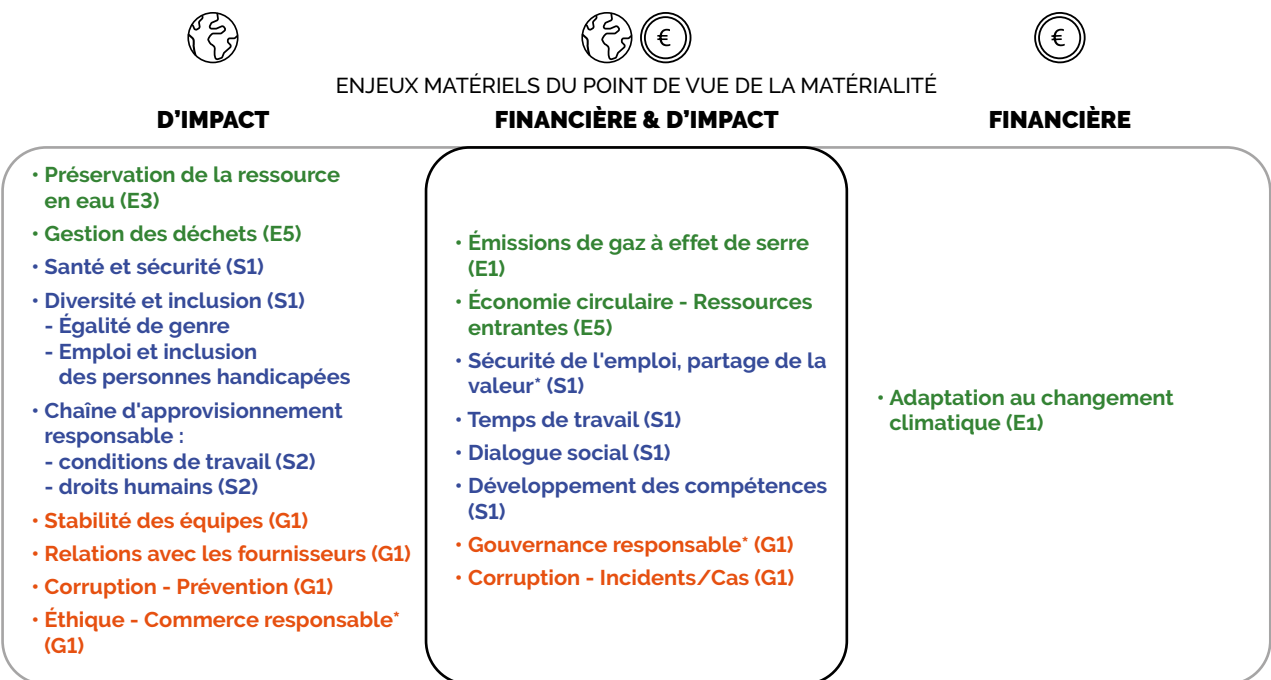 €
€
ENJEUX MATÉRIELS DU POINT DE VUE DE LA MATÉRIALITÉ
D'IMPACT
FINANCIÈRE & D'IMPACT
FINANCIÈRE
• Préservation de la ressource
en eau (E3)
• Gestion des déchets (E5)
• Santé et sécurité (S1)
• Diversité et inclusion (S1)
- Égalité de genre
- Emploi et inclusion
des personnes handicapées
• Chaîne d'approvisionnement
responsable :
- conditions de travail (S2)
- droits humains (S2)
• Stabilité des équipes (G1)
• Relations avec les fournisseurs (G1)
• Corruption - Prévention (G1)
• Éthique - Commerce responsable*
(G1)
• Émissions de gaz à effet de serre
(E1)
• Économie circulaire - Ressources
entrantes (E5)
• Sécurité de l'emploi, partage de la
valeur* (S1)
• Temps de travail (S1)
• Dialogue social (S1)
• Développement des compétences
(S1)
• Gouvernance responsable* (G1)
• Corruption - Incidents/Cas (G1)
• Adaptation au changement
climatique (E1)